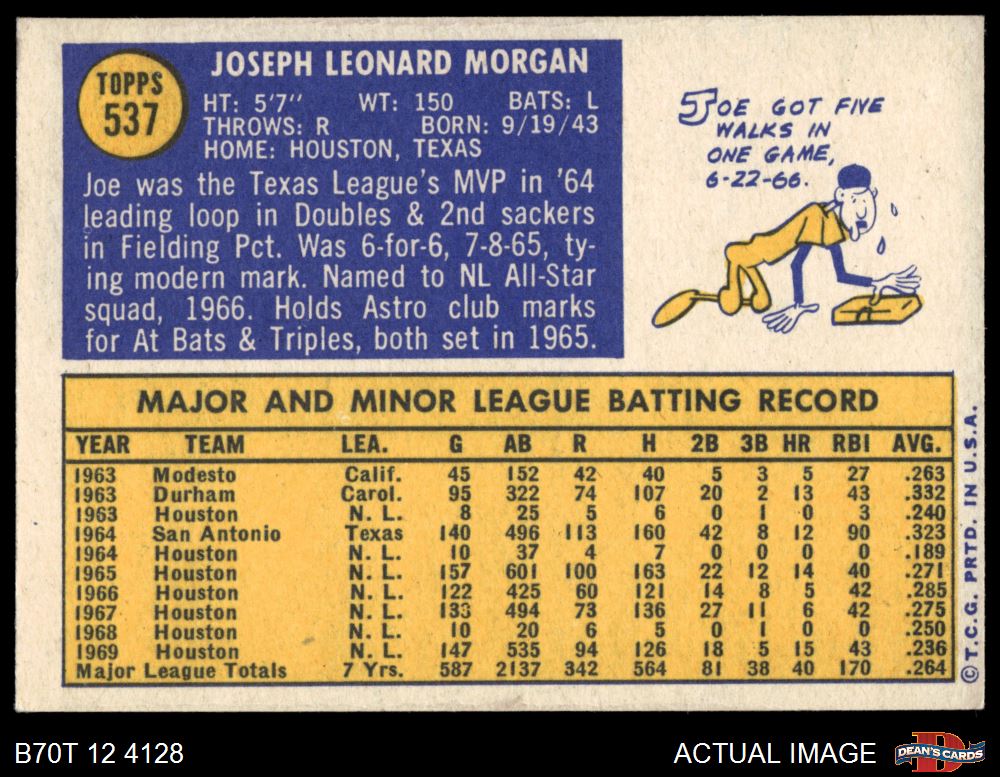 TOPPS
537
JOSEPH LEONARD MORGAN
HT: 5'7" WT: 150 BATS: L
THROWS: R BORN: 9/19/43
HOME: HOUSTON, TEXAS
Joe was the Texas League's MVP in '64
leading loop in Doubles & 2nd sackers
in Fielding Pct. Was 6-for-6, 7-8-65, ty-
ing modern mark. Named to NL All-Star
squad, 1966. Holds Astro club marks
for At Bats & Triples, both set in 1965.
JOE GOT FIVE
WALKS IN
ONE GAME,
6-22-66.
MAJOR AND MINOR LEAGUE BATTING RECORD
YEAR TEAM LEA. G AB R H 2B 3B HR RBI AVG.
1963 Modesto Calif. 45 152 42 40 5 3 5 27 .263
1963 Durham Carol. 95 322 74 107 20 2 13 43 .332
1963 Houston N. L. 8 25 5 6 0 1 0 3 .240
1964 San Antonio Texas 140 496 113 160 42 8 12 90 .323
1964 Houston N. L. 10 37 4 7 0 0 0 0 .189
1965 Houston N. L. 157 601 100 163 22 12 14 40 .271
1966 Houston N. L. 122 425 60 121 14 8 5 42 .285
1967 Houston N. L. 133 494 73 136 27 11 6 42 .275
1968 Houston N. L. 10 20 6 5 0 1 0 0 .250
1969 Houston N. L. 147 535 94 126 18 5 15 43 .236
Major League Totals 7 Yrs. 587 2137 342 564 81 38 40 170 .264
©T.C.G. PRTD. IN U.S.A.
B70T 12 4128
ACTUAL IMAGE
D
DEAN'S CARDS